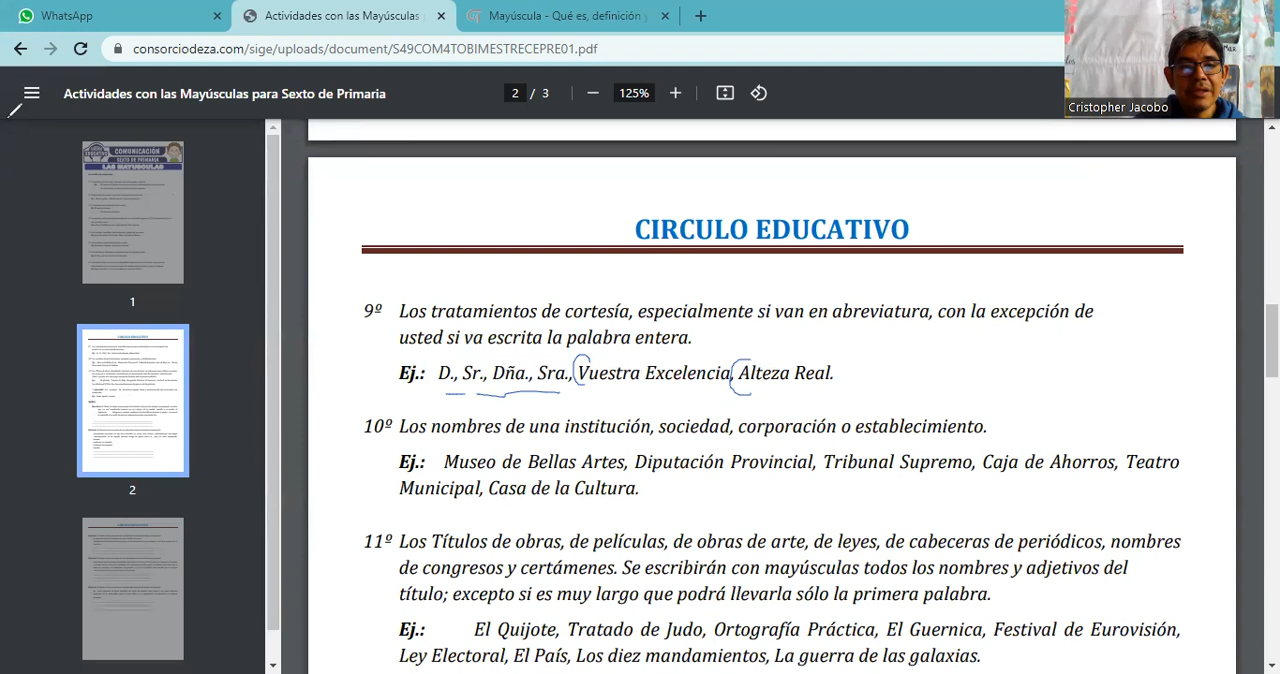 WhatsApp
Actividades con las Mayúsculas
Mayúscula - Qué es, definición y
consorciodeza.com/sige/uploads/document/S49COM4TOBIMESTRECEPRE01.pdf
Cristopher Jacobo
Actividades con las Mayúsculas para Sexto de Primaria
2 / 3
125%
COMUNICACIÓN
SEXTO DE PRIMARIA
LAS MAYUSCULAS
1
2
CIRCULO EDUCATIVO
9º Los tratamientos de cortesía, especialmente si van en abreviatura, con la excepción de
usted si va escrita la palabra entera.
Ej.: D., Sr., Dña., Sra., Vuestra Excelencia, Alteza Real.
10º Los nombres de una institución, sociedad, corporación o establecimiento.
Ej.: Museo de Bellas Artes, Diputación Provincial, Tribunal Supremo, Caja de Ahorros, Teatro
Municipal, Casa de la Cultura.
11º Los Títulos de obras, de películas, de obras de arte, de leyes, de cabeceras de periódicos, nombres
de congresos y certámenes. Se escribirán con mayúsculas todos los nombres y adjetivos del
título; excepto si es muy largo que podrá llevarla sólo la primera palabra.
Ej.: El Quijote, Tratado de Judo, Ortografía Práctica, El Guernica, Festival de Eurovisión,
Ley Electoral, El País, Los diez mandamientos, La guerra de las galaxias.